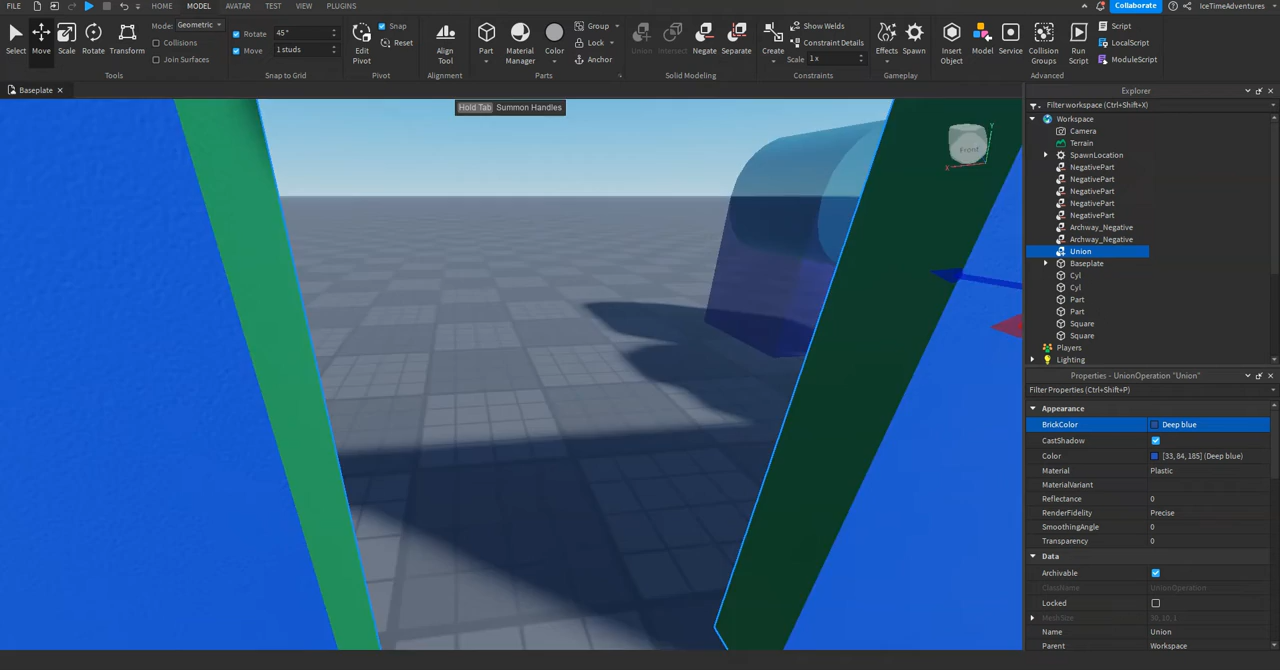 FILE HOME MODEL AVATAR TEST VIEW PLUGINS Collaborate IceTimeAdventures
Select Move Scale Rotate Transform
Mode: Geometric
Collisions
Join Surfaces
Tools
Rotate 45°
Move 1 studs
Snap to Grid
Edit Pivot
Snap
Reset
Pivot
Align Tool
Alignment
Part
Material Manager
Color
Group
Lock
Anchor
Parts
Union Intersect Negate Separate
Solid Modeling
Create
Show Welds
Constraint Details
Scale 1 x
Constraints
Effects Spawn
Gameplay
Insert Object
Model
Service
Collision Groups
Run Script
Script
LocalScript
ModuleScript
Advanced
Baseplate
Hold Tab Summon Handles
Front
Y
X
Explorer
Filter workspace (Ctrl+Shift+X)
Workspace
Camera
Terrain
SpawnLocation
NegativePart
NegativePart
NegativePart
NegativePart
NegativePart
Archway_Negative
Archway_Negative
Union
Baseplate
Cyl
Cyl
Part
Part
Square
Square
Players
Lighting
Properties - UnionOperation "Union"
Filter Properties (Ctrl+Shift+P)
Appearance
BrickColor Deep blue
CastShadow
Color [33, 84, 185] (Deep blue)
Material Plastic
MaterialVariant
Reflectance 0
RenderFidelity Precise
SmoothingAngle 0
Transparency 0
Data
Archivable
ClassName UnionOperation
Locked
MeshSize 30, 10, 1
Name Union
Parent Workspace